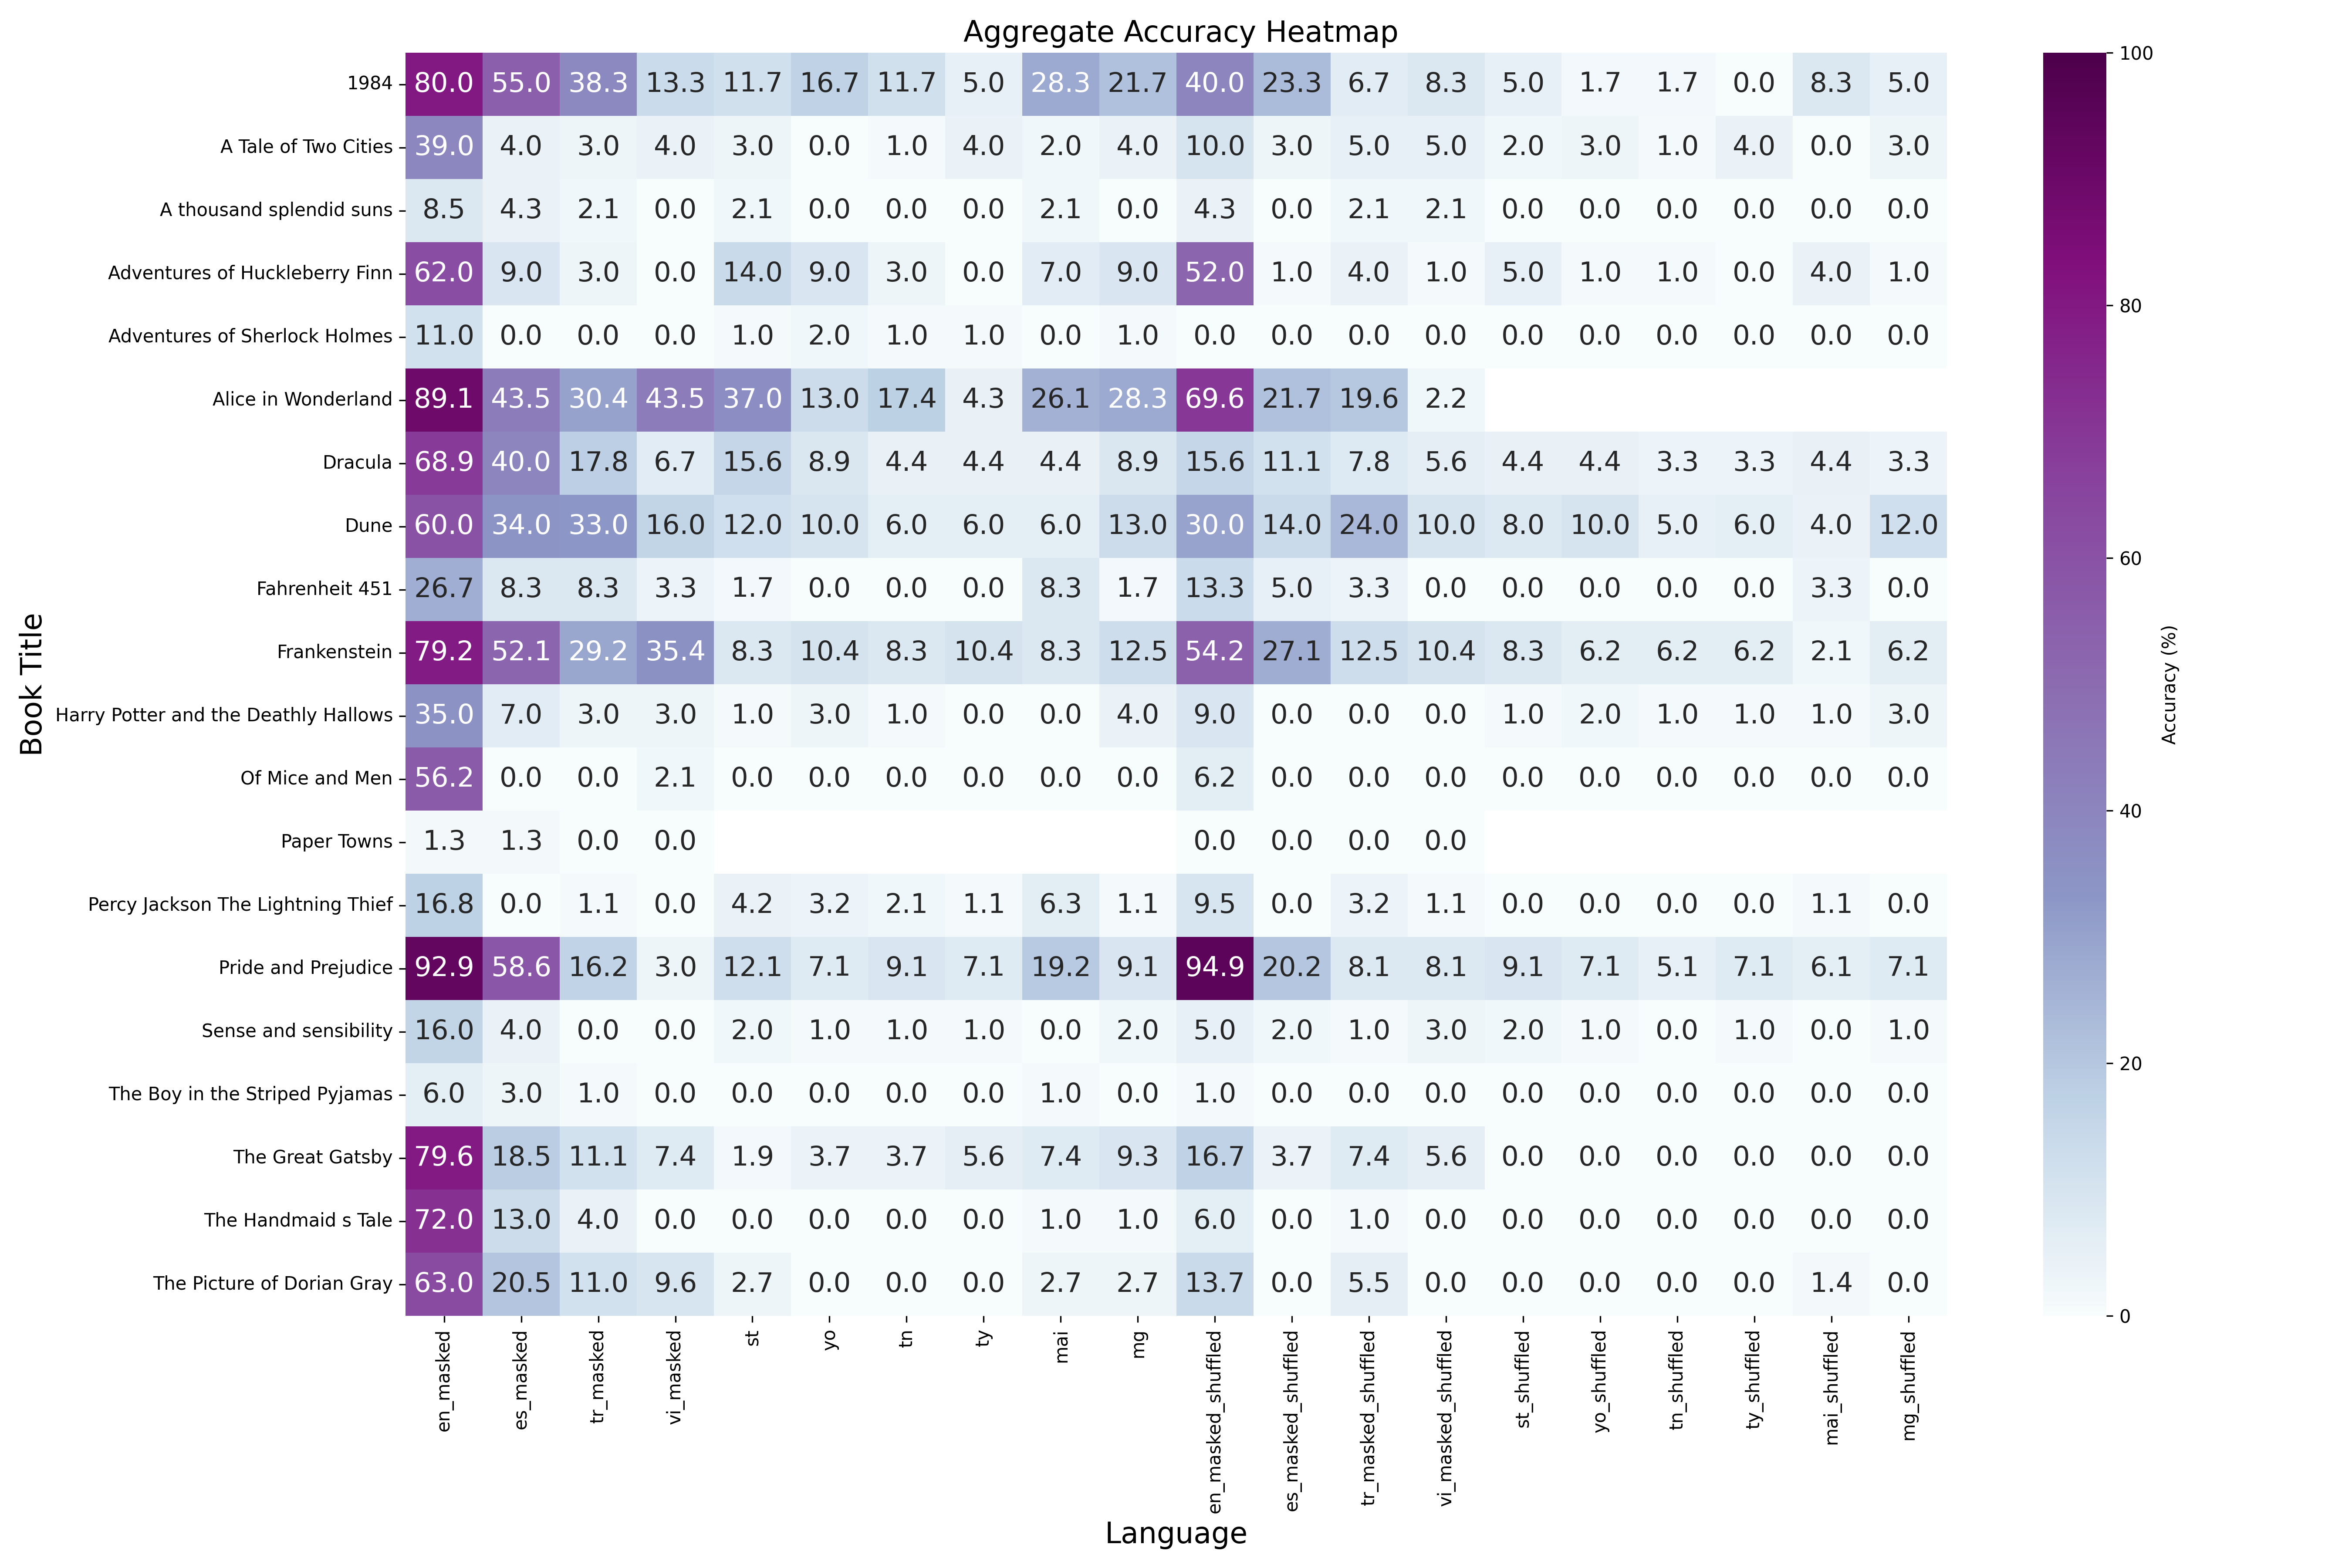 Aggregate Accuracy Heatmap
Book Title
1984 80.0 55.0 38.3 13.3 11.7 16.7 11.7 5.0 28.3 21.7 40.0 23.3 6.7 8.3 5.0 1.7 1.7 0.0 8.3 5.0
A Tale of Two Cities 39.0 4.0 3.0 4.0 3.0 0.0 1.0 4.0 2.0 4.0 10.0 3.0 5.0 5.0 2.0 3.0 1.0 4.0 0.0 3.0
A thousand splendid suns 8.5 4.3 2.1 0.0 2.1 0.0 0.0 0.0 2.1 0.0 4.3 0.0 2.1 2.1 0.0 0.0 0.0 0.0 0.0 0.0
Adventures of Huckleberry Finn 62.0 9.0 3.0 0.0 14.0 9.0 3.0 0.0 7.0 9.0 52.0 1.0 4.0 1.0 5.0 1.0 1.0 0.0 4.0 1.0
Adventures of Sherlock Holmes 11.0 0.0 0.0 0.0 1.0 2.0 1.0 1.0 0.0 1.0 0.0 0.0 0.0 0.0 0.0 0.0 0.0 0.0 0.0 0.0
Alice in Wonderland 89.1 43.5 30.4 43.5 37.0 13.0 17.4 4.3 26.1 28.3 69.6 21.7 19.6 2.2
Dracula 68.9 40.0 17.8 6.7 15.6 8.9 4.4 4.4 4.4 8.9 15.6 11.1 7.8 5.6 4.4 4.4 3.3 3.3 4.4 3.3
Dune 60.0 34.0 33.0 16.0 12.0 10.0 6.0 6.0 6.0 13.0 30.0 14.0 24.0 10.0 8.0 10.0 5.0 6.0 4.0 12.0
Fahrenheit 451 26.7 8.3 8.3 3.3 1.7 0.0 0.0 0.0 8.3 1.7 13.3 5.0 3.3 0.0 0.0 0.0 0.0 0.0 3.3 0.0
Frankenstein 79.2 52.1 29.2 35.4 8.3 10.4 8.3 10.4 8.3 12.5 54.2 27.1 12.5 10.4 8.3 6.2 6.2 6.2 2.1 6.2
Harry Potter and the Deathly Hallows 35.0 7.0 3.0 3.0 1.0 3.0 1.0 0.0 0.0 4.0 9.0 0.0 0.0 0.0 1.0 2.0 1.0 1.0 1.0 3.0
Of Mice and Men 56.2 0.0 0.0 2.1 0.0 0.0 0.0 0.0 0.0 0.0 6.2 0.0 0.0 0.0 0.0 0.0 0.0 0.0 0.0 0.0
Paper Towns 1.3 1.3 0.0 0.0 0.0 0.0 0.0 0.0
Percy Jackson The Lightning Thief 16.8 0.0 1.1 0.0 4.2 3.2 2.1 1.1 6.3 1.1 9.5 0.0 3.2 1.1 0.0 0.0 0.0 0.0 1.1 0.0
Pride and Prejudice 92.9 58.6 16.2 3.0 12.1 7.1 9.1 7.1 19.2 9.1 94.9 20.2 8.1 8.1 9.1 7.1 5.1 7.1 6.1 7.1
Sense and sensibility 16.0 4.0 0.0 0.0 2.0 1.0 1.0 1.0 0.0 2.0 5.0 2.0 1.0 3.0 2.0 1.0 0.0 1.0 0.0 1.0
The Boy in the Striped Pyjamas 6.0 3.0 1.0 0.0 0.0 0.0 0.0 0.0 1.0 0.0 1.0 0.0 0.0 0.0 0.0 0.0 0.0 0.0 0.0 0.0
The Great Gatsby 79.6 18.5 11.1 7.4 1.9 3.7 3.7 5.6 7.4 9.3 16.7 3.7 7.4 5.6 0.0 0.0 0.0 0.0 0.0 0.0
The Handmaid s Tale 72.0 13.0 4.0 0.0 0.0 0.0 0.0 0.0 1.0 1.0 6.0 0.0 1.0 0.0 0.0 0.0 0.0 0.0 0.0 0.0
The Picture of Dorian Gray 63.0 20.5 11.0 9.6 2.7 0.0 0.0 0.0 2.7 2.7 13.7 0.0 5.5 0.0 0.0 0.0 0.0 0.0 1.4 0.0
en_masked es_masked tr_masked vi_masked st yo tn ty mai mg en_masked_shuffled es_masked_shuffled tr_masked_shuffled vi_masked_shuffled st_shuffled yo_shuffled tn_shuffled ty_shuffled mai_shuffled mg_shuffled
Language
100
80
60
40
20
0
Accuracy (%)